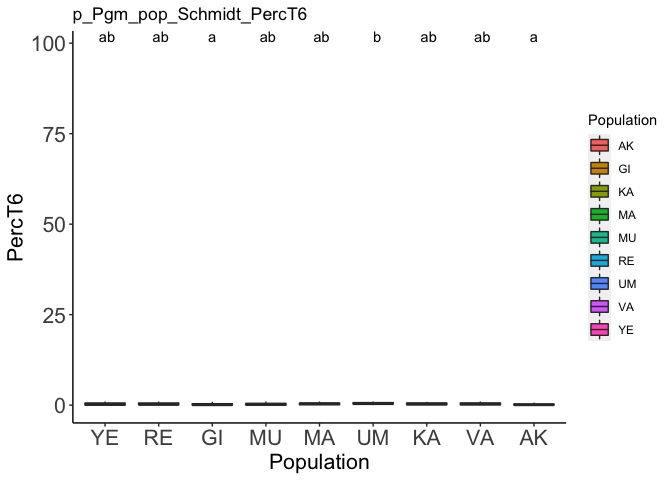 p_Pgm_pop_Schmidt_PercT6
ab ab a ab ab b ab ab a
100
75
50
25
0
PercT6
YE RE GI MU MA UM KA VA AK
Population
Population
AK
GI
KA
MA
MU
RE
UM
VA
YE